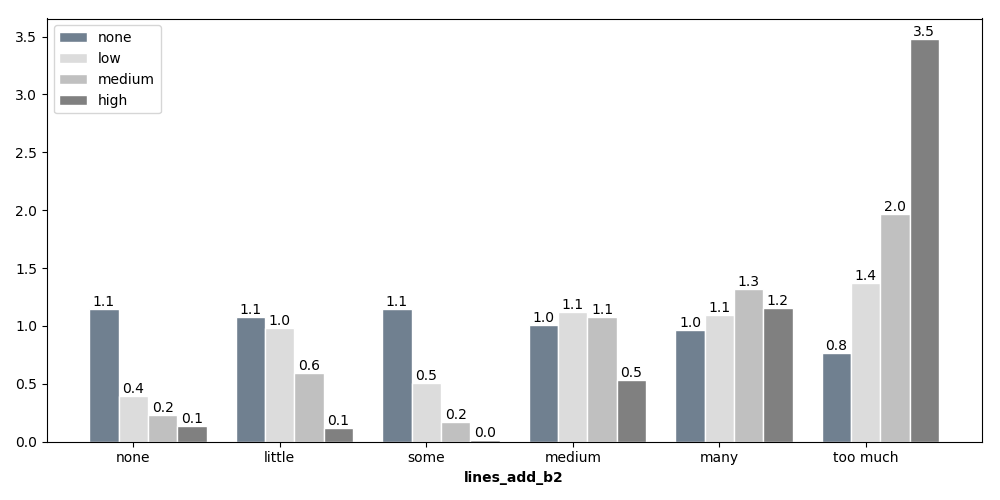 none
low
medium
high
3.5
3.0
2.5
2.0
1.5
1.0
0.5
0.0
1.1 0.4 0.2 0.1
1.1 1.0 0.6 0.1
1.1 0.5 0.2 0.0
1.0 1.1 1.1 0.5
1.0 1.1 1.3 1.2
0.8 1.4 2.0 3.5
none little some medium many too much
lines_add_b2